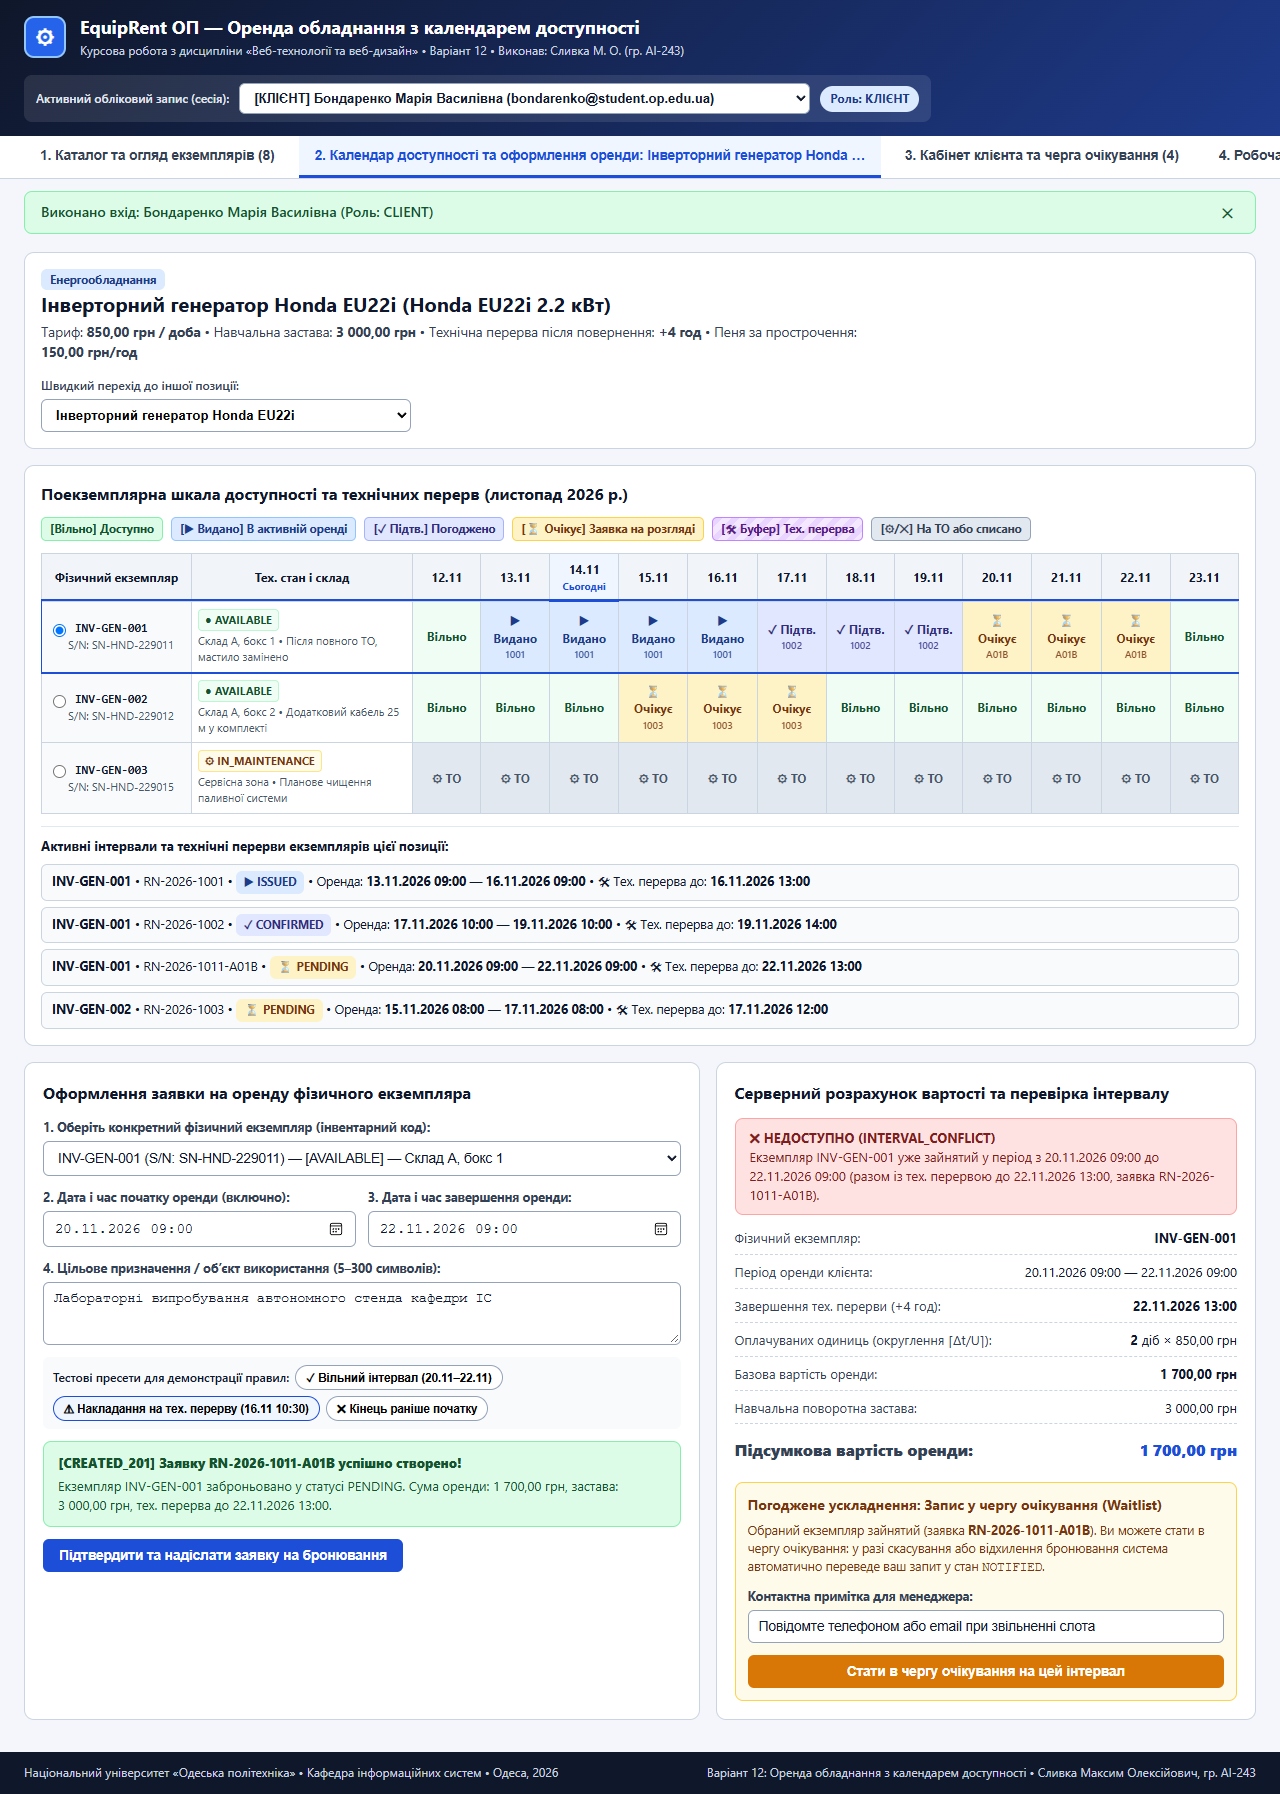 EquipRent ОП — Оренда обладнання з календарем доступності
Курсова робота з дисципліни «Веб-технології та веб-дизайн» • Варіант 12 • Виконав: Сливка М. О. (гр. АІ-243)
Активний обліковий запис (сесія): [КЛІЄНТ] Бондаренко Марія Василівна (bondarenko@student.op.edu.ua) Роль: КЛІЄНТ
1. Каталог та огляд екземплярів (8) 2. Календар доступності та оформлення оренди: Інверторний генератор Honda … 3. Кабінет клієнта та черга очікування (4) 4. Робоча
Виконано вхід: Бондаренко Марія Василівна (Роль: CLIENT) ✕
Енергообладнання
Інверторний генератор Honda EU22i (Honda EU22i 2.2 кВт)
Тариф: 850,00 грн / доба • Навчальна застава: 3 000,00 грн • Технічна перерва після повернення: +4 год • Пеня за прострочення:
150,00 грн/год
Швидкий перехід до іншої позиції:
Інверторний генератор Honda EU22i
Поекземплярна шкала доступності та технічних перерв (листопад 2026 р.)
[Вільно] Доступно [▶ Видано] В активній оренді [✓ Підтв.] Погоджено [⏳ Очікує] Заявка на розгляді [🛠 Буфер] Тех. перерва [⚙/✕] На ТО або списано
Фізичний екземпляр Тех. стан і склад 12.11 13.11 14.11 15.11 16.11 17.11 18.11 19.11 20.11 21.11 22.11 23.11
Сьогодні
INV-GEN-001
S/N: SN-HND-229011
● AVAILABLE
Склад А, бокс 1 • Після повного ТО,
мастило замінено
Вільно ▶ Видано 1001 ▶ Видано 1001 ▶ Видано 1001 ▶ Видано 1001 ✓ Підтв. 1002 ✓ Підтв. 1002 ✓ Підтв. 1002 ⏳ Очікує A01B ⏳ Очікує A01B ⏳ Очікує A01B Вільно
INV-GEN-002
S/N: SN-HND-229012
● AVAILABLE
Склад А, бокс 2 • Додатковий кабель 25
м у комплекті
Вільно Вільно Вільно ⏳ Очікує 1003 ⏳ Очікує 1003 ⏳ Очікує 1003 Вільно Вільно Вільно Вільно Вільно Вільно
INV-GEN-003
S/N: SN-HND-229015
⚙ IN_MAINTENANCE
Сервісна зона • Планове чищення
паливної системи
⚙ ТО ⚙ ТО ⚙ ТО ⚙ ТО ⚙ ТО ⚙ ТО ⚙ ТО ⚙ ТО ⚙ ТО ⚙ ТО ⚙ ТО ⚙ ТО
Активні інтервали та технічні перерви екземплярів цієї позиції:
INV-GEN-001 • RN-2026-1001 • ▶ ISSUED • Оренда: 13.11.2026 09:00 — 16.11.2026 09:00 • 🛠 Тех. перерва до: 16.11.2026 13:00
INV-GEN-001 • RN-2026-1002 • ✓ CONFIRMED • Оренда: 17.11.2026 10:00 — 19.11.2026 10:00 • 🛠 Тех. перерва до: 19.11.2026 14:00
INV-GEN-001 • RN-2026-1011-A01B • ⏳ PENDING • Оренда: 20.11.2026 09:00 — 22.11.2026 09:00 • 🛠 Тех. перерва до: 22.11.2026 13:00
INV-GEN-002 • RN-2026-1003 • ⏳ PENDING • Оренда: 15.11.2026 08:00 — 17.11.2026 08:00 • 🛠 Тех. перерва до: 17.11.2026 12:00
Оформлення заявки на оренду фізичного екземпляра
1. Оберіть конкретний фізичний екземпляр (інвентарний код):
INV-GEN-001 (S/N: SN-HND-229011) — [AVAILABLE] — Склад А, бокс 1
2. Дата і час початку оренди (включно): 3. Дата і час завершення оренди:
20.11.2026 09:00 22.11.2026 09:00
4. Цільове призначення / об'єкт використання (5–300 символів):
Лабораторні випробування автономного стенда кафедри ІС
Тестові пресети для демонстрації правил: ✓ Вільний інтервал (20.11–22.11)
⚠ Накладання на тех. перерву (16.11 10:30) ✕ Кінець раніше початку
[CREATED_201] Заявку RN-2026-1011-A01B успішно створено!
Екземпляр INV-GEN-001 заброньовано у статусі PENDING. Сума оренди: 1 700,00 грн, застава:
3 000,00 грн, тех. перерва до 22.11.2026 13:00.
Підтвердити та надіслати заявку на бронювання
Серверний розрахунок вартості та перевірка інтервалу
✕ НЕДОСТУПНО (INTERVAL_CONFLICT)
Екземпляр INV-GEN-001 уже зайнятий у період з 20.11.2026 09:00 до
22.11.2026 09:00 (разом із тех. перервою до 22.11.2026 13:00, заявка RN-2026-
1011-A01B).
Фізичний екземпляр: INV-GEN-001
Період оренди клієнта: 20.11.2026 09:00 — 22.11.2026 09:00
Завершення тех. перерви (+4 год): 22.11.2026 13:00
Оплачуваних одиниць (округлення ⌈Δt/U⌉): 2 діб × 850,00 грн
Базова вартість оренди: 1 700,00 грн
Навчальна поворотна застава: 3 000,00 грн
Підсумкова вартість оренди: 1 700,00 грн
Погоджене ускладнення: Запис у чергу очікування (Waitlist)
Обраний екземпляр зайнятий (заявка RN-2026-1011-A01B). Ви можете стати в
чергу очікування: у разі скасування або відхилення бронювання система
автоматично переведе ваш запит у стан NOTIFIED.
Контактна примітка для менеджера:
Повідомте телефоном або email при звільненні слота
Стати в чергу очікування на цей інтервал
Національний університет «Одеська політехніка» • Кафедра інформаційних систем • Одеса, 2026
Варіант 12: Оренда обладнання з календарем доступності • Сливка Максим Олексійович, гр. АІ-243